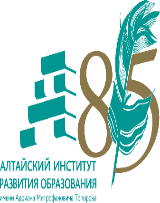 85
АЛТАЙСКИЙ ИНСТИТУТ
РАЗВИТИЯ ОБРАЗОВАНИЯ
имени Адриана Митрофановича Топорова